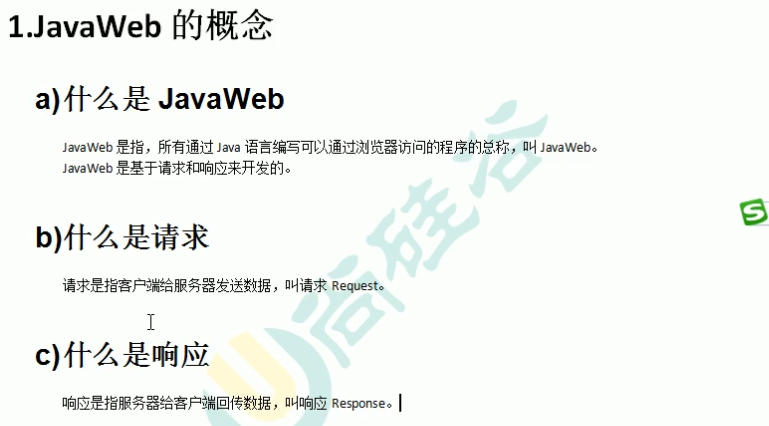 1.JavaWeb 的概念
a)什么是 JavaWeb
JavaWeb 是指，所有通过 Java 语言编写可以通过浏览器访问的程序的总称，叫 JavaWeb。
JavaWeb 是基于请求和响应来开发的。
b)什么是请求
请求是指客户端给服务器发送数据，叫请求 Request。
c)什么是响应
响应是指服务器给客户端回传数据，叫响应 Response。
尚硅谷
S